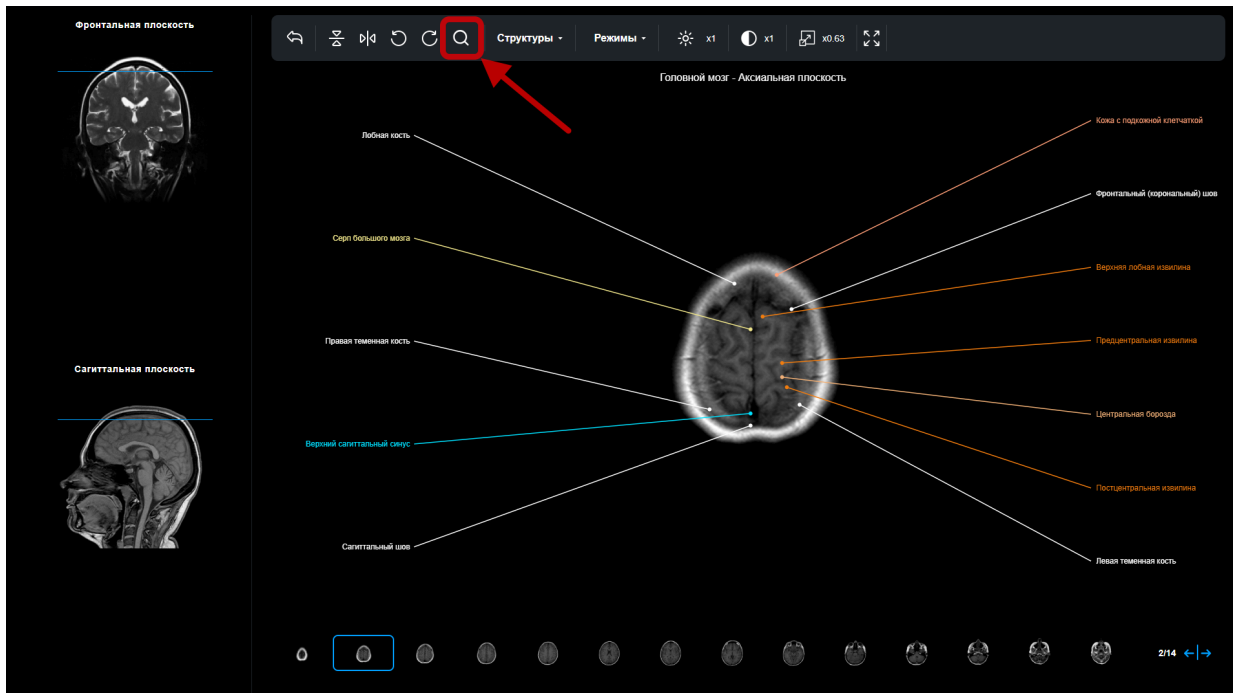 Фронтальная плоскость
Структуры
Режимы
x1
x1
x0.63
Головной мозг - Аксиальная плоскость
Лобная кость
Кожа с подкожной клетчаткой
Фронтальный (корональный) шов
Серп большого мозга
Верхняя лобная извилина
Правая теменная кость
Предцентральная извилина
Сагиттальная плоскость
Центральная борозда
Верхний сагиттальный синус
Постцентральная извилина
Сагиттальный шов
Левая теменная кость
2/14